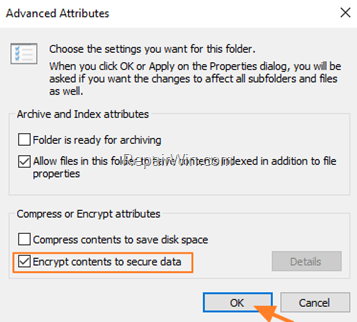 Advanced Attributes
Choose the settings you want for this folder.
When you click OK or Apply on the Properties dialog, you will be
asked if you want the changes to affect all subfolders and files
as well.
Archive and Index attributes
Folder is ready for archiving
Allow files in this folder to have contents indexed in addition to file
properties
RepairWin.com
Compress or Encrypt attributes
Compress contents to save disk space
Encrypt contents to secure data
Details
OK
Cancel